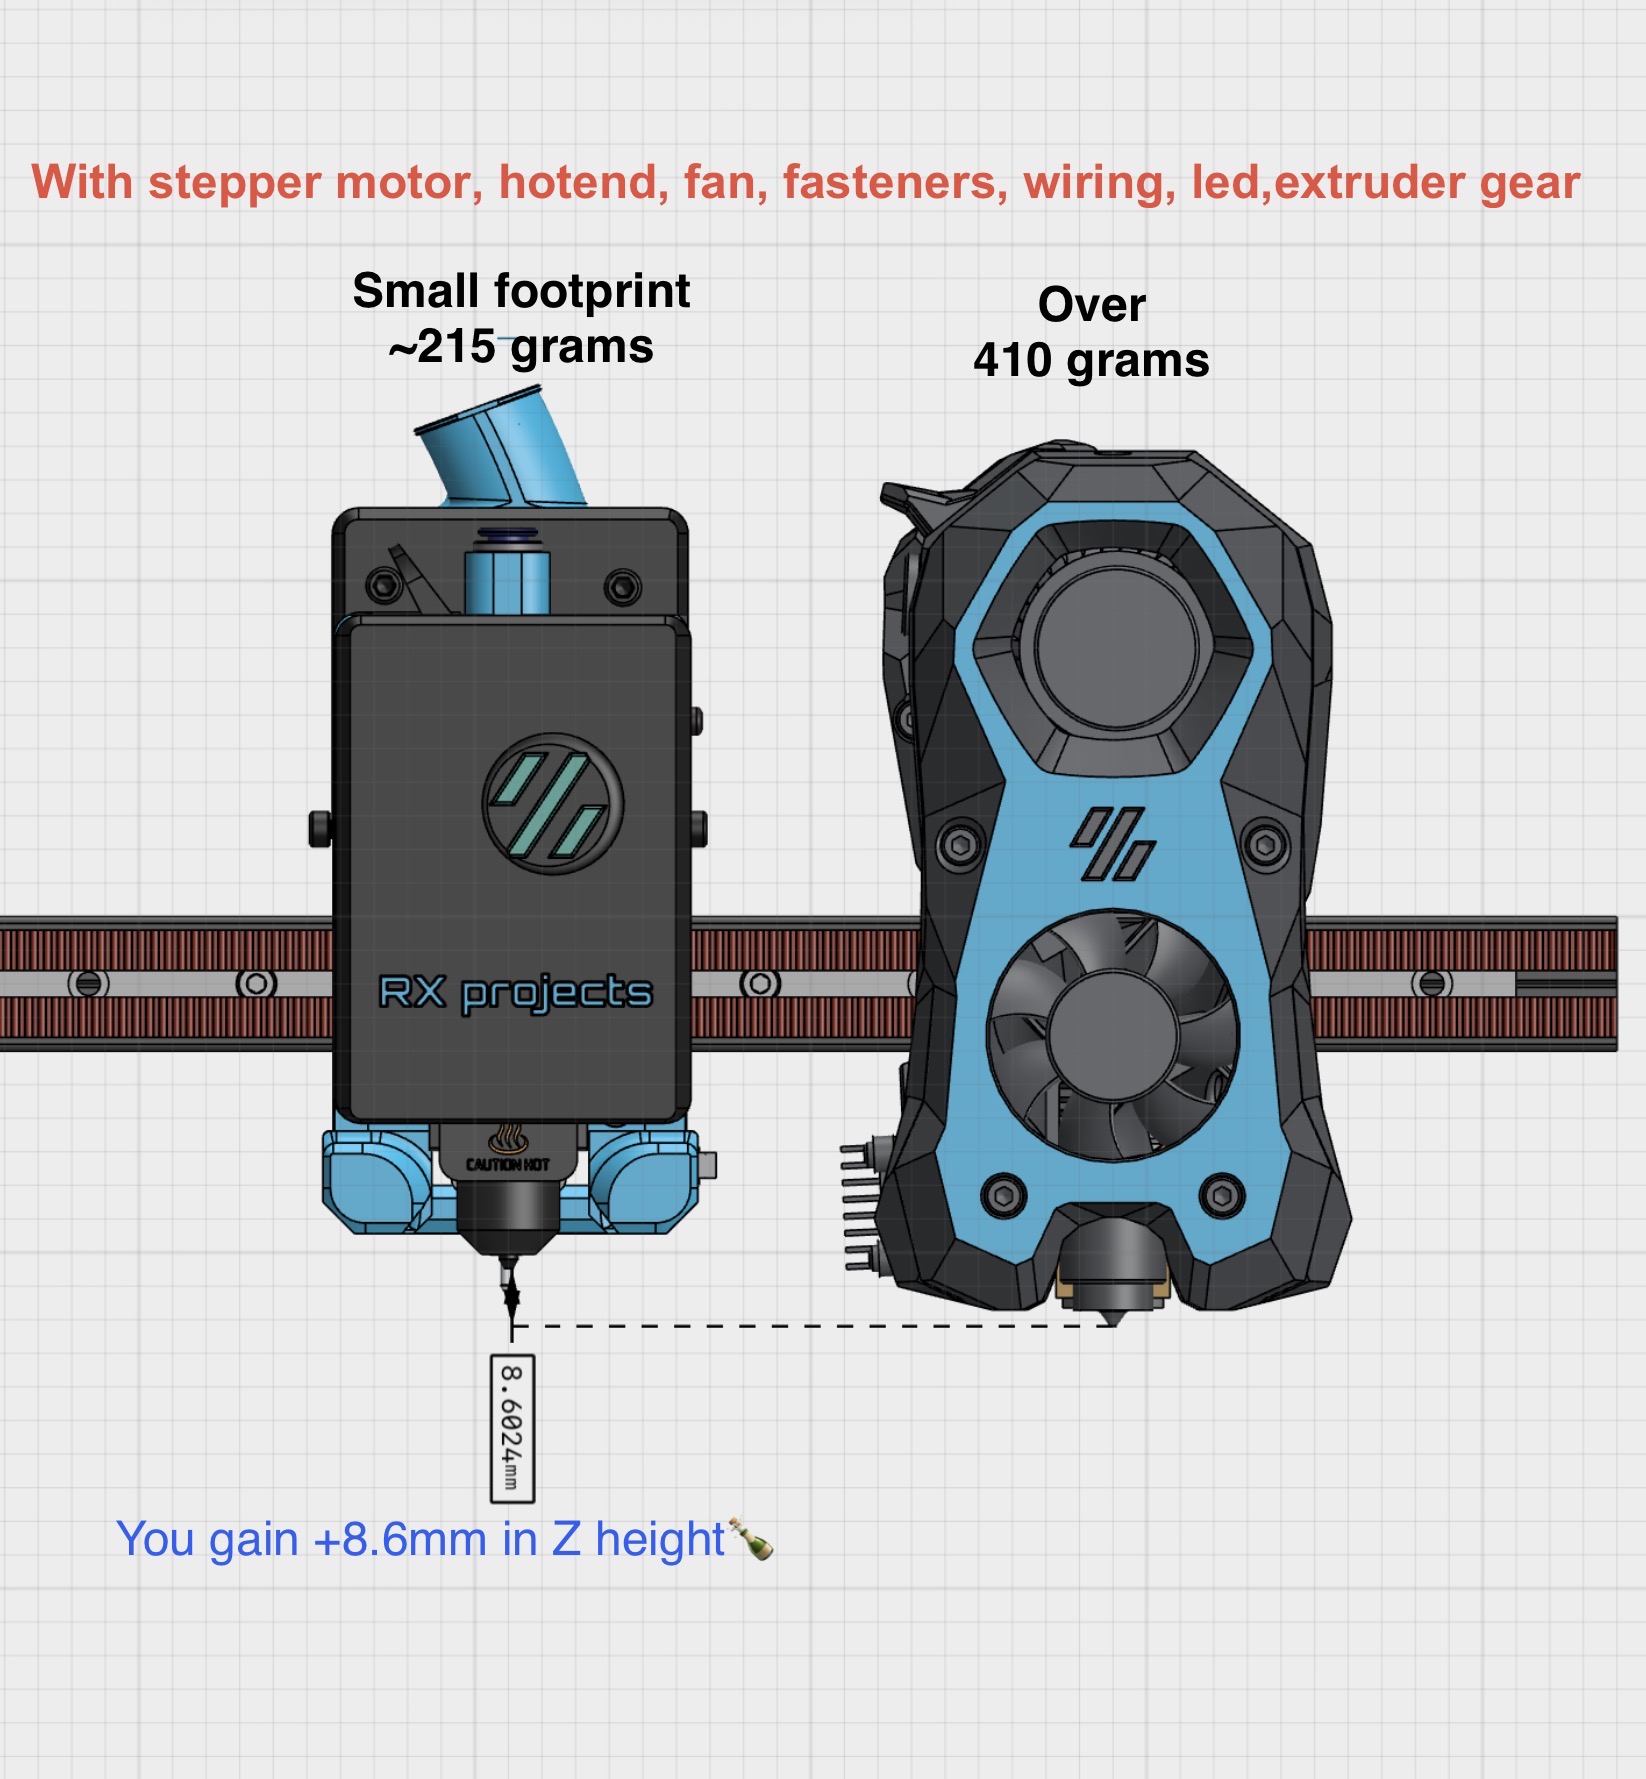 With stepper motor, hotend, fan, fasteners, wiring, led,extruder gear
Small footprint
~215 grams
Over
410 grams
RX projects
CAUTION HOT
8.6024mm
You gain +8.6mm in Z height🍾